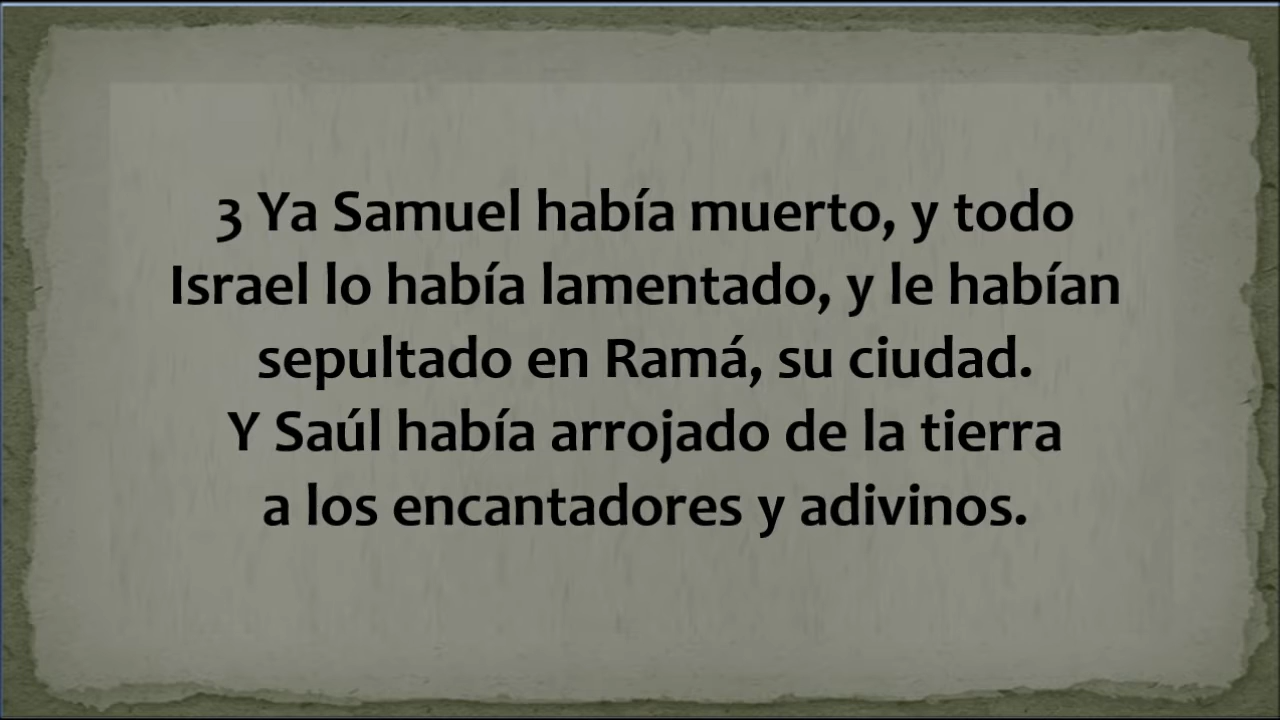 3 Ya Samuel había muerto, y todo
Israel lo había lamentado, y le habían
sepultado en Ramá, su ciudad.
Y Saúl había arrojado de la tierra
a los encantadores y adivinos.